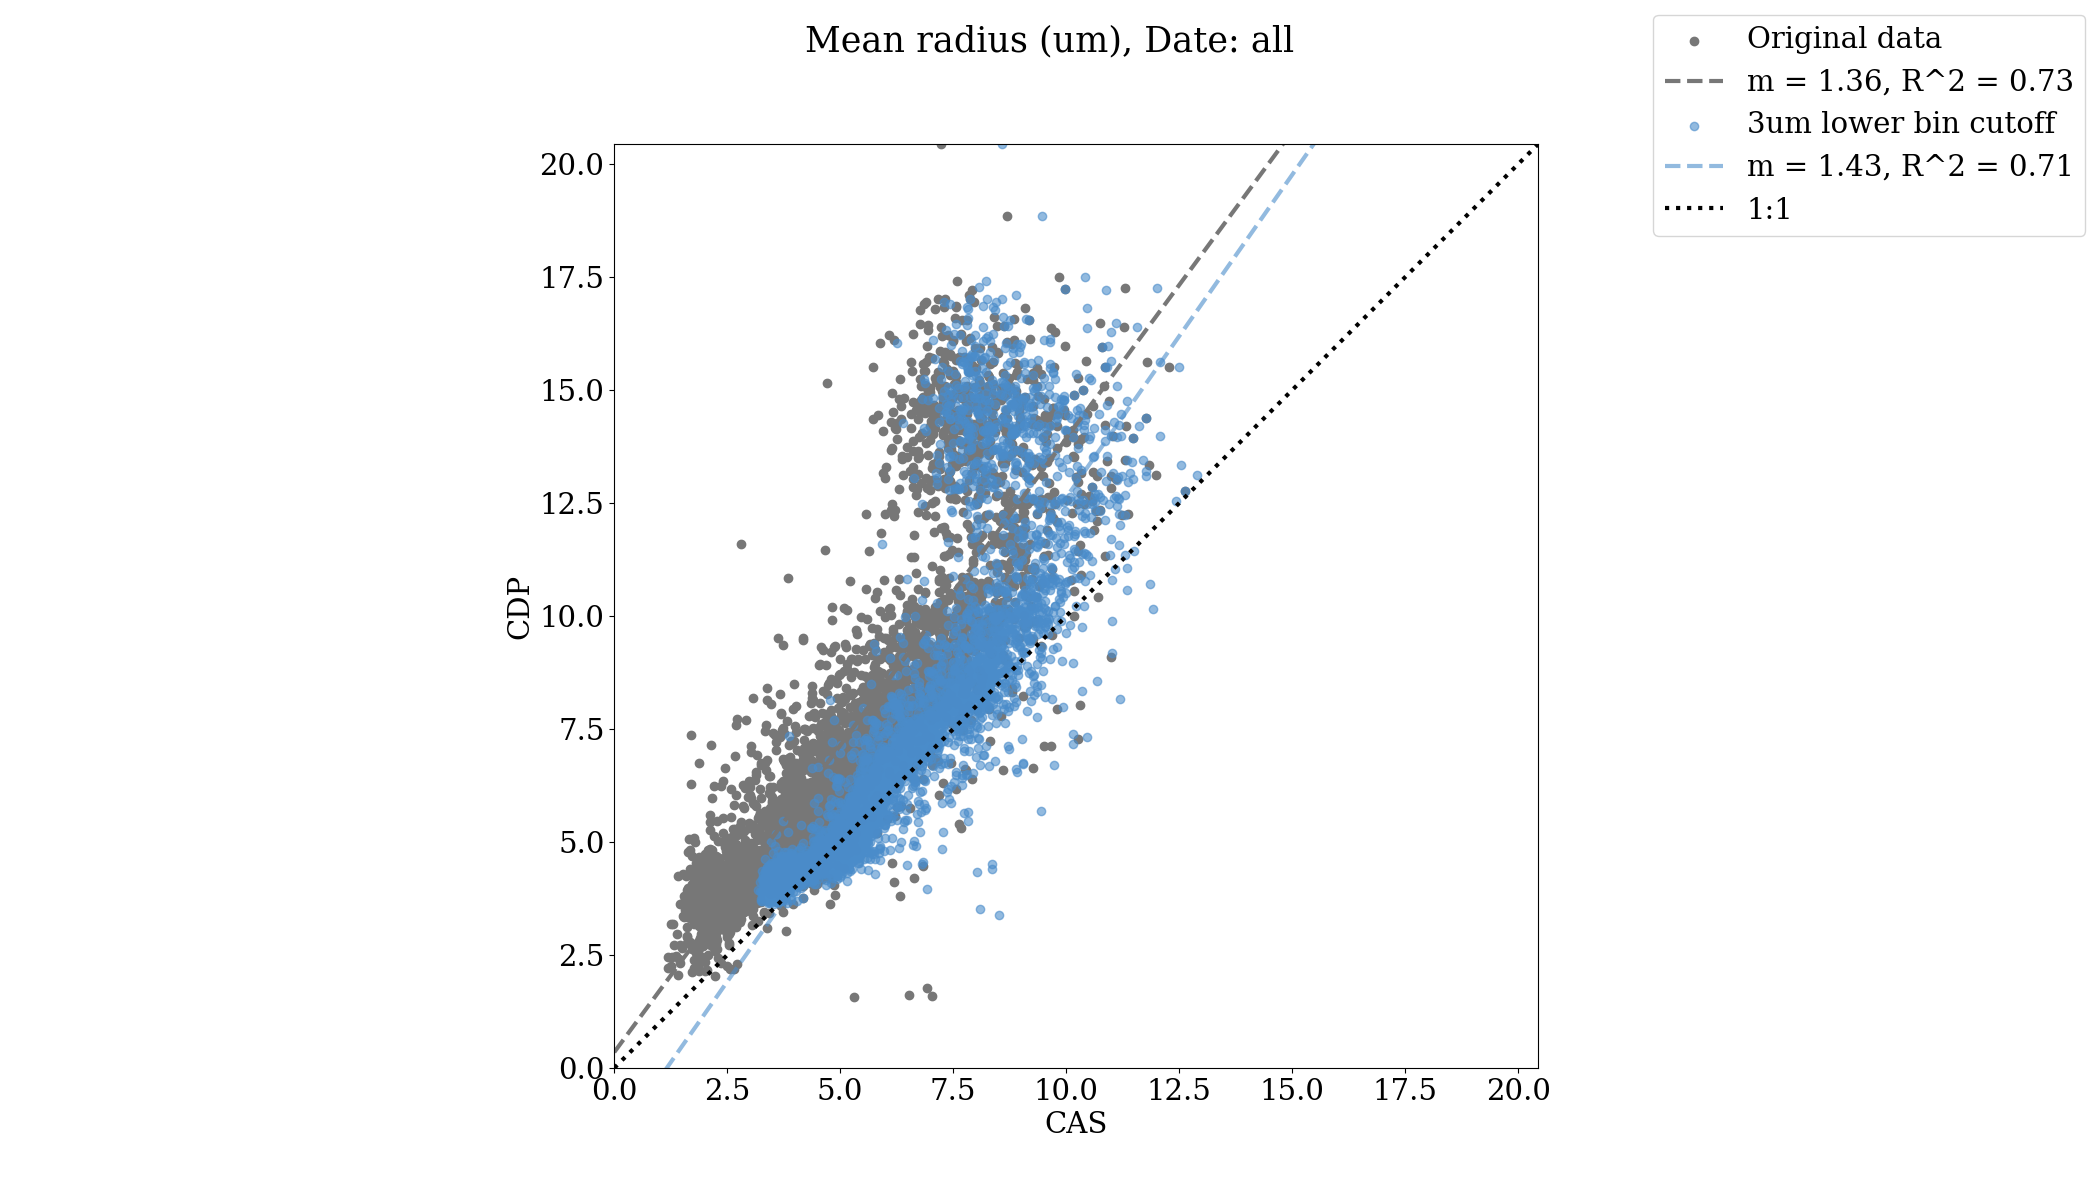 Mean radius (um), Date: all
Original data
m = 1.36, R^2 = 0.73
3um lower bin cutoff
m = 1.43, R^2 = 0.71
1:1
20.0
17.5
15.0
12.5
10.0
7.5
5.0
2.5
0.0
CDP
0.0 2.5 5.0 7.5 10.0 12.5 15.0 17.5 20.0
CAS